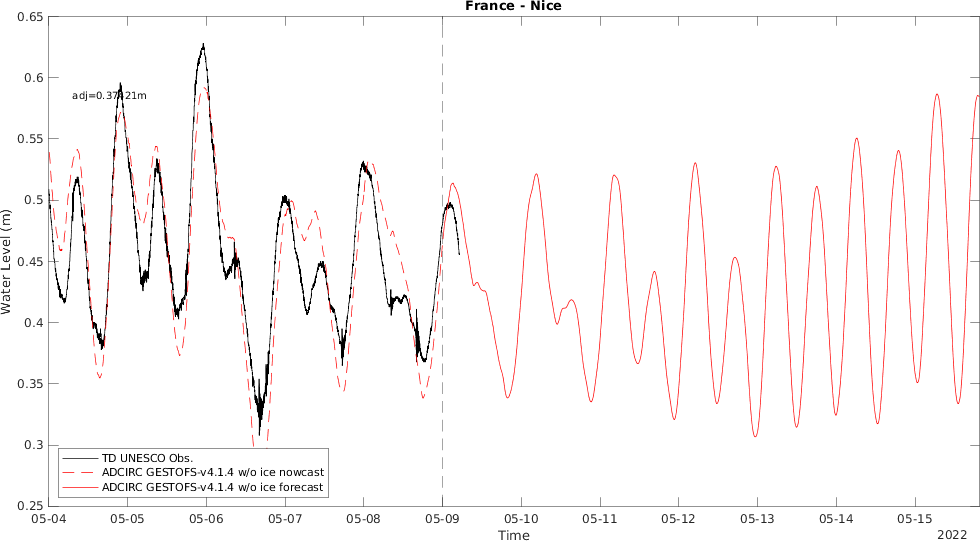 France - Nice
0.65
0.6
0.55
0.5
0.45
0.4
0.35
0.3
0.25
Water Level (m)
adj=0.37421m
TD UNESCO Obs.
ADCIRC GESTOFS-v4.1.4 w/o ice nowcast
ADCIRC GESTOFS-v4.1.4 w/o ice forecast
05-04 05-05 05-06 05-07 05-08 05-09 05-10 05-11 05-12 05-13 05-14 05-15
Time
2022